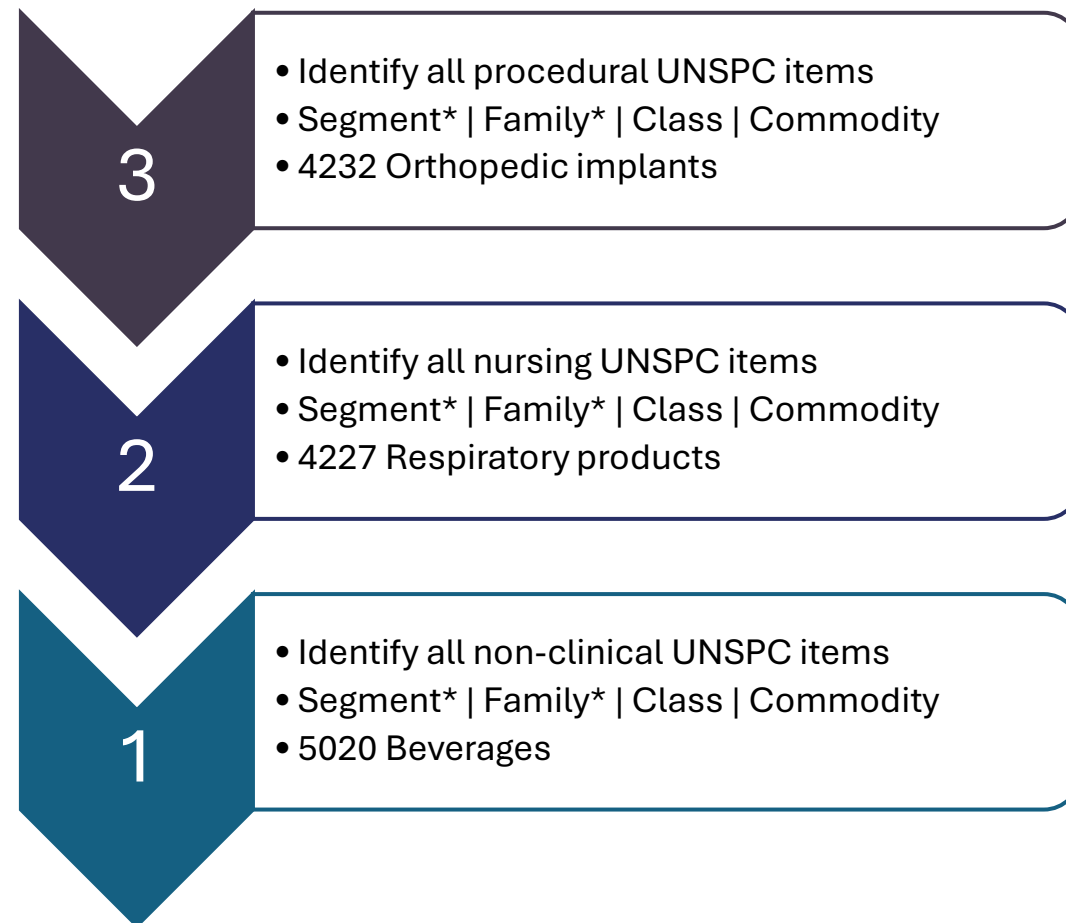 3
• Identify all procedural UNSPC items
• Segment* | Family* | Class | Commodity
• 4232 Orthopedic implants
2
• Identify all nursing UNSPC items
• Segment* | Family* | Class | Commodity
• 4227 Respiratory products
1
• Identify all non-clinical UNSPC items
• Segment* | Family* | Class | Commodity
• 5020 Beverages